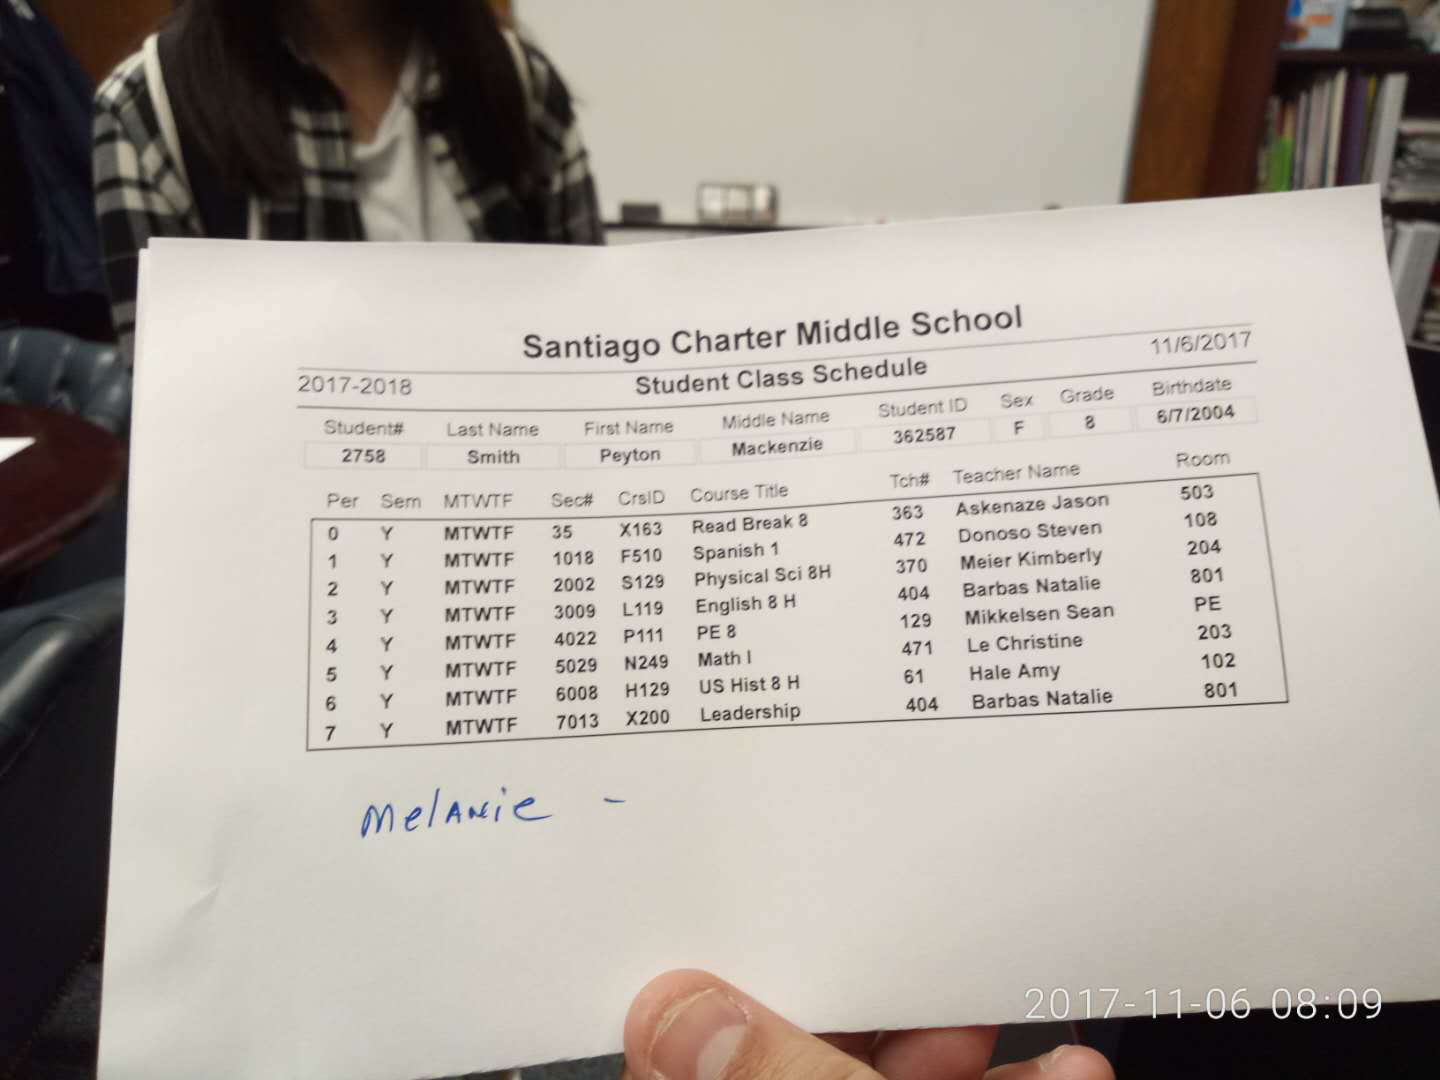 Santiago Charter Middle School
2017-2018 Student Class Schedule 11/6/2017
Student# Last Name First Name Middle Name Student ID Sex Grade Birthdate
2758 Smith Peyton Mackenzie 362587 F 8 6/7/2004
Per Sem MTWTF Sec# CrsID Course Title Tch# Teacher Name Room
0 Y MTWTF 35 X163 Read Break 8 363 Askenaze Jason 503
1 Y MTWTF 1018 F510 Spanish 1 472 Donoso Steven 108
2 Y MTWTF 2002 S129 Physical Sci 8H 370 Meier Kimberly 204
3 Y MTWTF 3009 L119 English 8 H 404 Barbas Natalie 801
4 Y MTWTF 4022 P111 PE 8 129 Mikkelsen Sean PE
5 Y MTWTF 5029 N249 Math I 471 Le Christine 203
6 Y MTWTF 6008 H129 US Hist 8 H 61 Hale Amy 102
7 Y MTWTF 7013 X200 Leadership 404 Barbas Natalie 801
Melanie -
2017-11-06 08:09